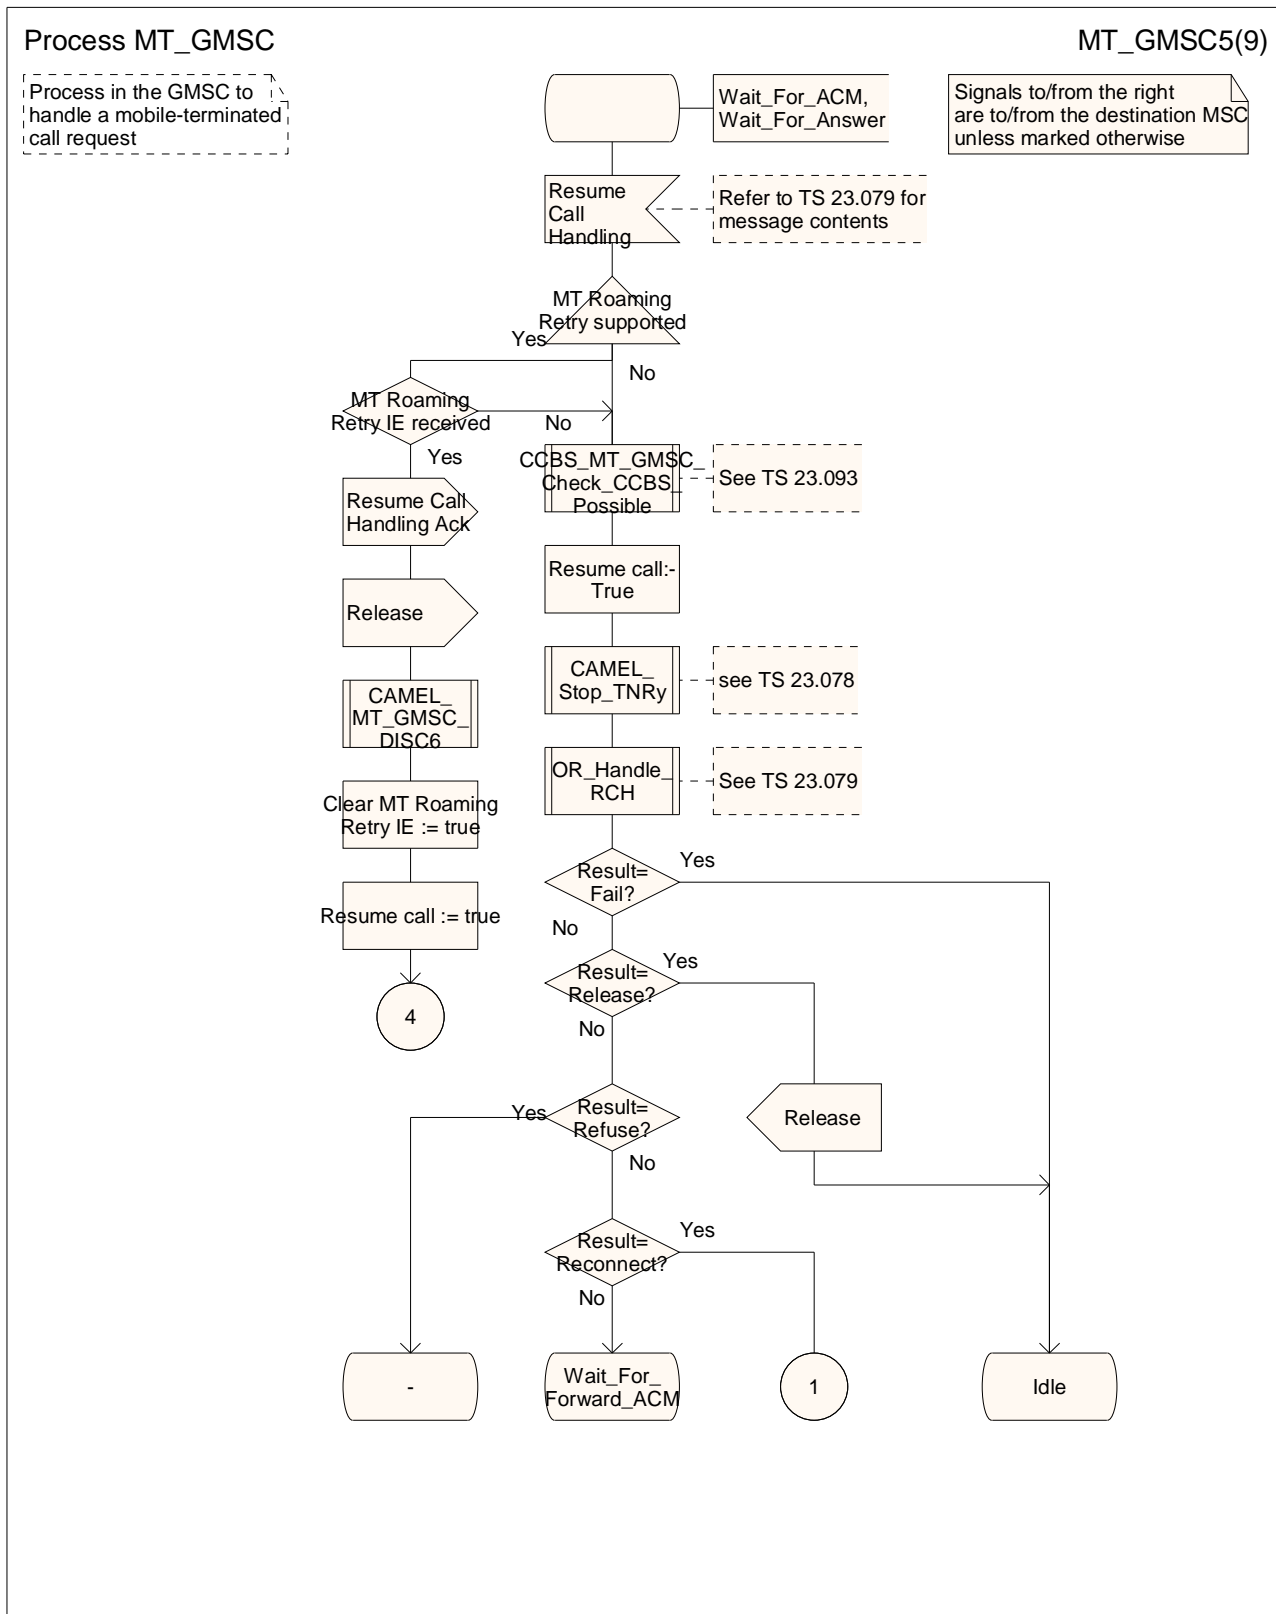 Process MT_GMSC
MT_GMSC5(9)
Process in the GMSC to
handle a mobile-terminated
call request
Wait_For_ACM,
Wait_For_Answer
Signals to/from the right
are to/from the destination MSC
unless marked otherwise
Resume
Call
Handling
Refer to TS 23.079 for
message contents
MT Roaming
Retry supported
Yes
No
MT Roaming
Retry IE received
No
Yes
CCBS_MT_GMSC_
Check_CCBS_
Possible
See TS 23.093
Resume Call
Handling Ack
Resume call:-
True
Release
CAMEL_
Stop_TNRy
see TS 23.078
CAMEL_
MT_GMSC_
DISC6
OR_Handle_
RCH
See TS 23.079
Clear MT Roaming
Retry IE := true
Result=
Fail?
Yes
No
Resume call := true
Result=
Release?
Yes
No
4
Result=
Refuse?
Yes
No
Release
Result=
Reconnect?
Yes
No
-
Wait_For_
Forward_ACM
1
Idle